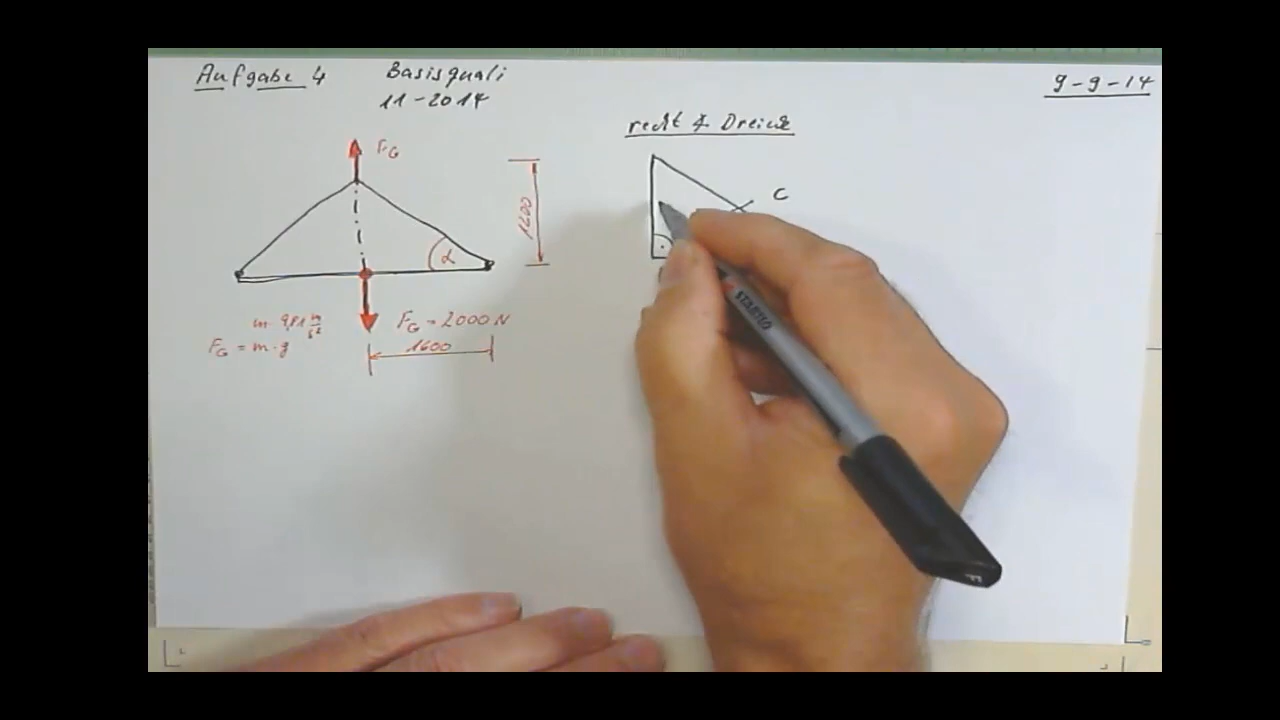 Aufgabe 4
Basisquali
11-2014
9-9-14
recht ∡ Dreieck
F_G
1200
C
α
m · 9,81 m/s²
F_G = 2000 N
F_G = m · g
1600
STAEDTLER
F